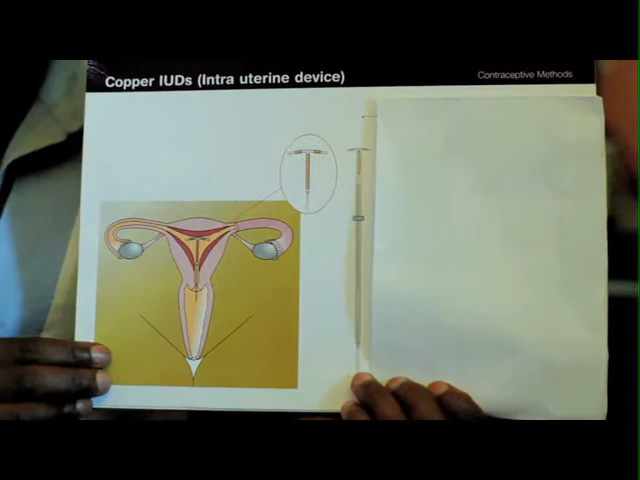 Copper IUDs (Intra uterine device)
Contraceptive Methods